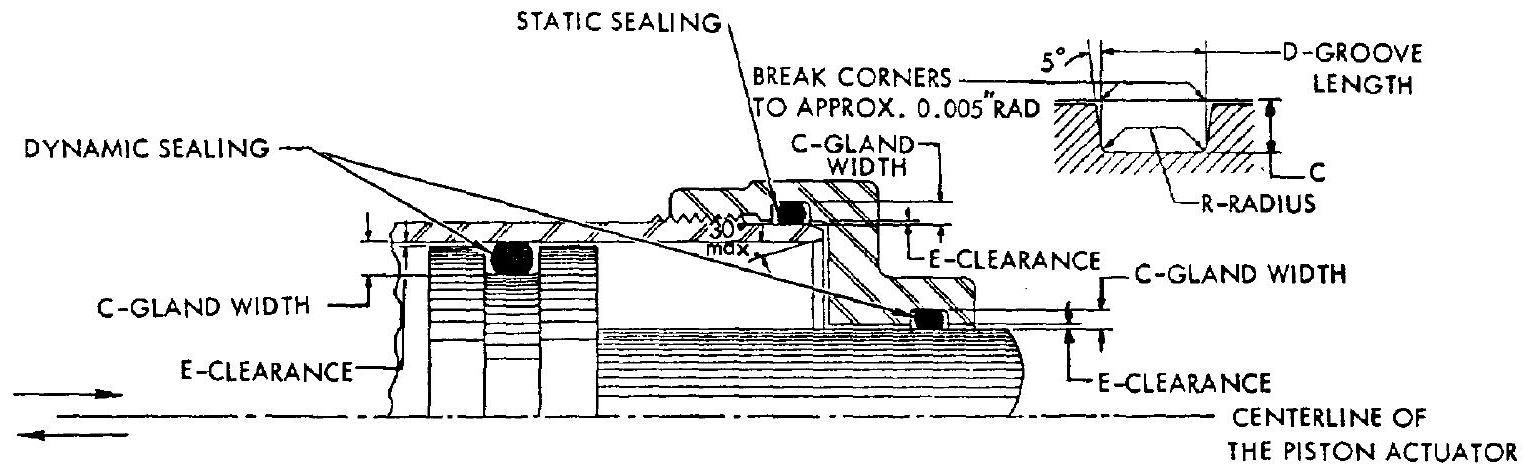 STATIC SEALING
BREAK CORNERS
TO APPROX. 0.005" RAD
5°
D-GROOVE
LENGTH
C
R-RADIUS
DYNAMIC SEALING
C-GLAND
WIDTH
30°
max
E-CLEARANCE
C-GLAND WIDTH
C-GLAND WIDTH
E-CLEARANCE
E-CLEARANCE
CENTERLINE OF
THE PISTON ACTUATOR